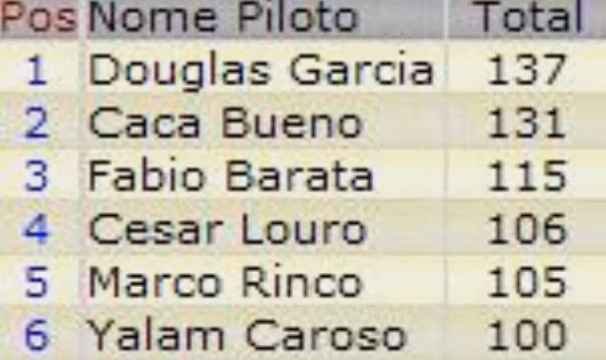 Pos Nome Piloto Total
1 Douglas Garcia 137
2 Caca Bueno 131
3 Fabio Barata 115
4 Cesar Louro 106
5 Marco Rinco 105
6 Yalam Caroso 100